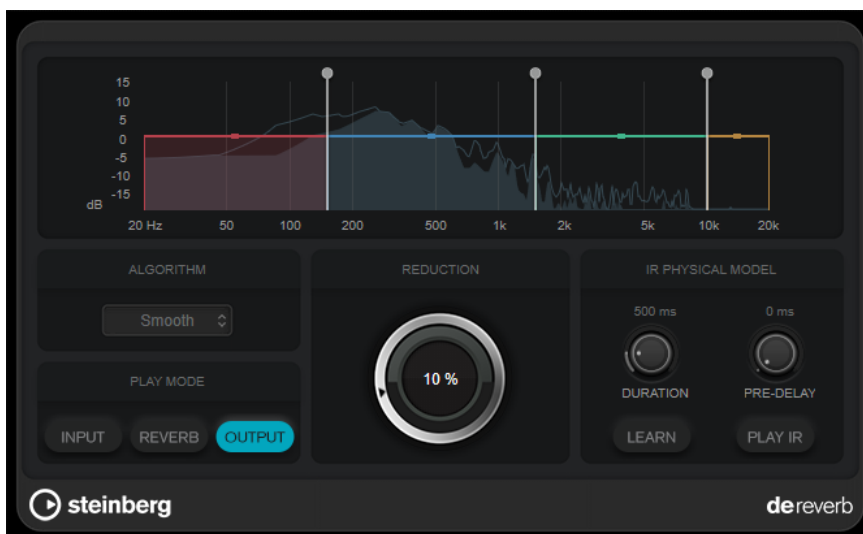 15
10
5
0
-5
-10
-15
dB
20 Hz 50 100 200 500 1k 2k 5k 10k 20k
ALGORITHM
Smooth
PLAY MODE
INPUT REVERB OUTPUT
REDUCTION
10 %
IR PHYSICAL MODEL
500 ms 0 ms
DURATION PRE-DELAY
LEARN PLAY IR
steinberg
dereverb